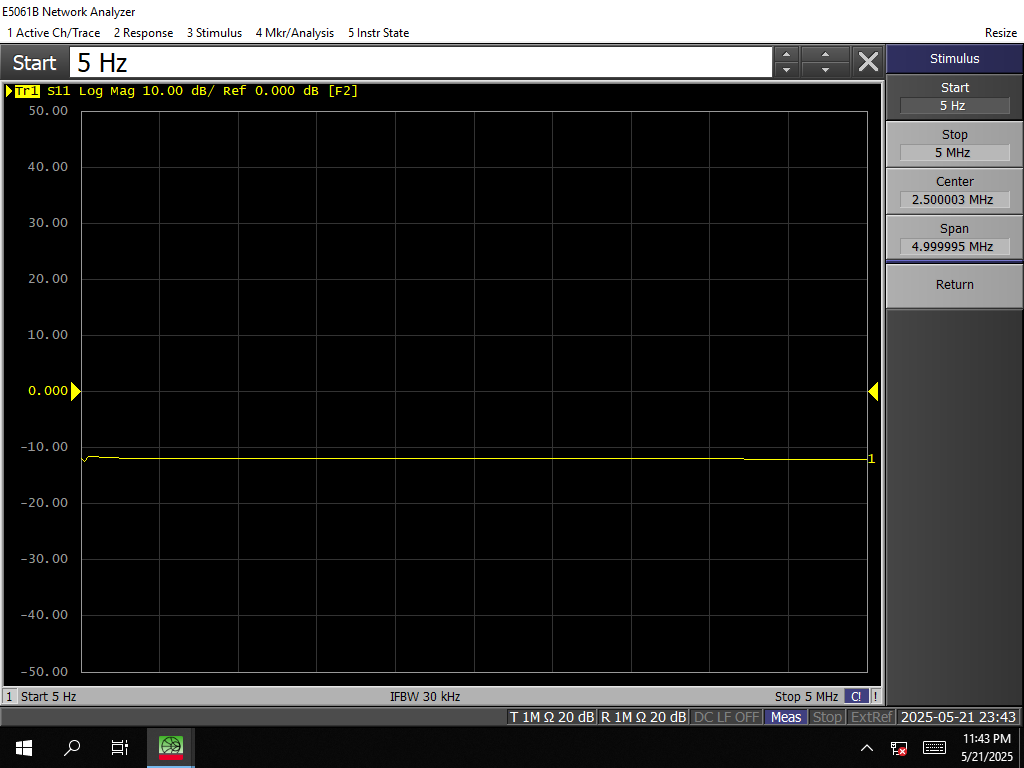 E5061B Network Analyzer
1 Active Ch/Trace 2 Response 3 Stimulus 4 Mkr/Analysis 5 Instr State Resize
Start 5 Hz
Tr1 S11 Log Mag 10.00 dB/ Ref 0.000 dB [F2]
50.00
40.00
30.00
20.00
10.00
0.000
-10.00
-20.00
-30.00
-40.00
-50.00
1
1 Start 5 Hz IFBW 30 kHz Stop 5 MHz C! !
Stimulus
Start
5 Hz
Stop
5 MHz
Center
2.500003 MHz
Span
4.999995 MHz
Return
T 1M Ω 20 dB R 1M Ω 20 dB DC LF OFF Meas Stop ExtRef 2025-05-21 23:43
11:43 PM
5/21/2025